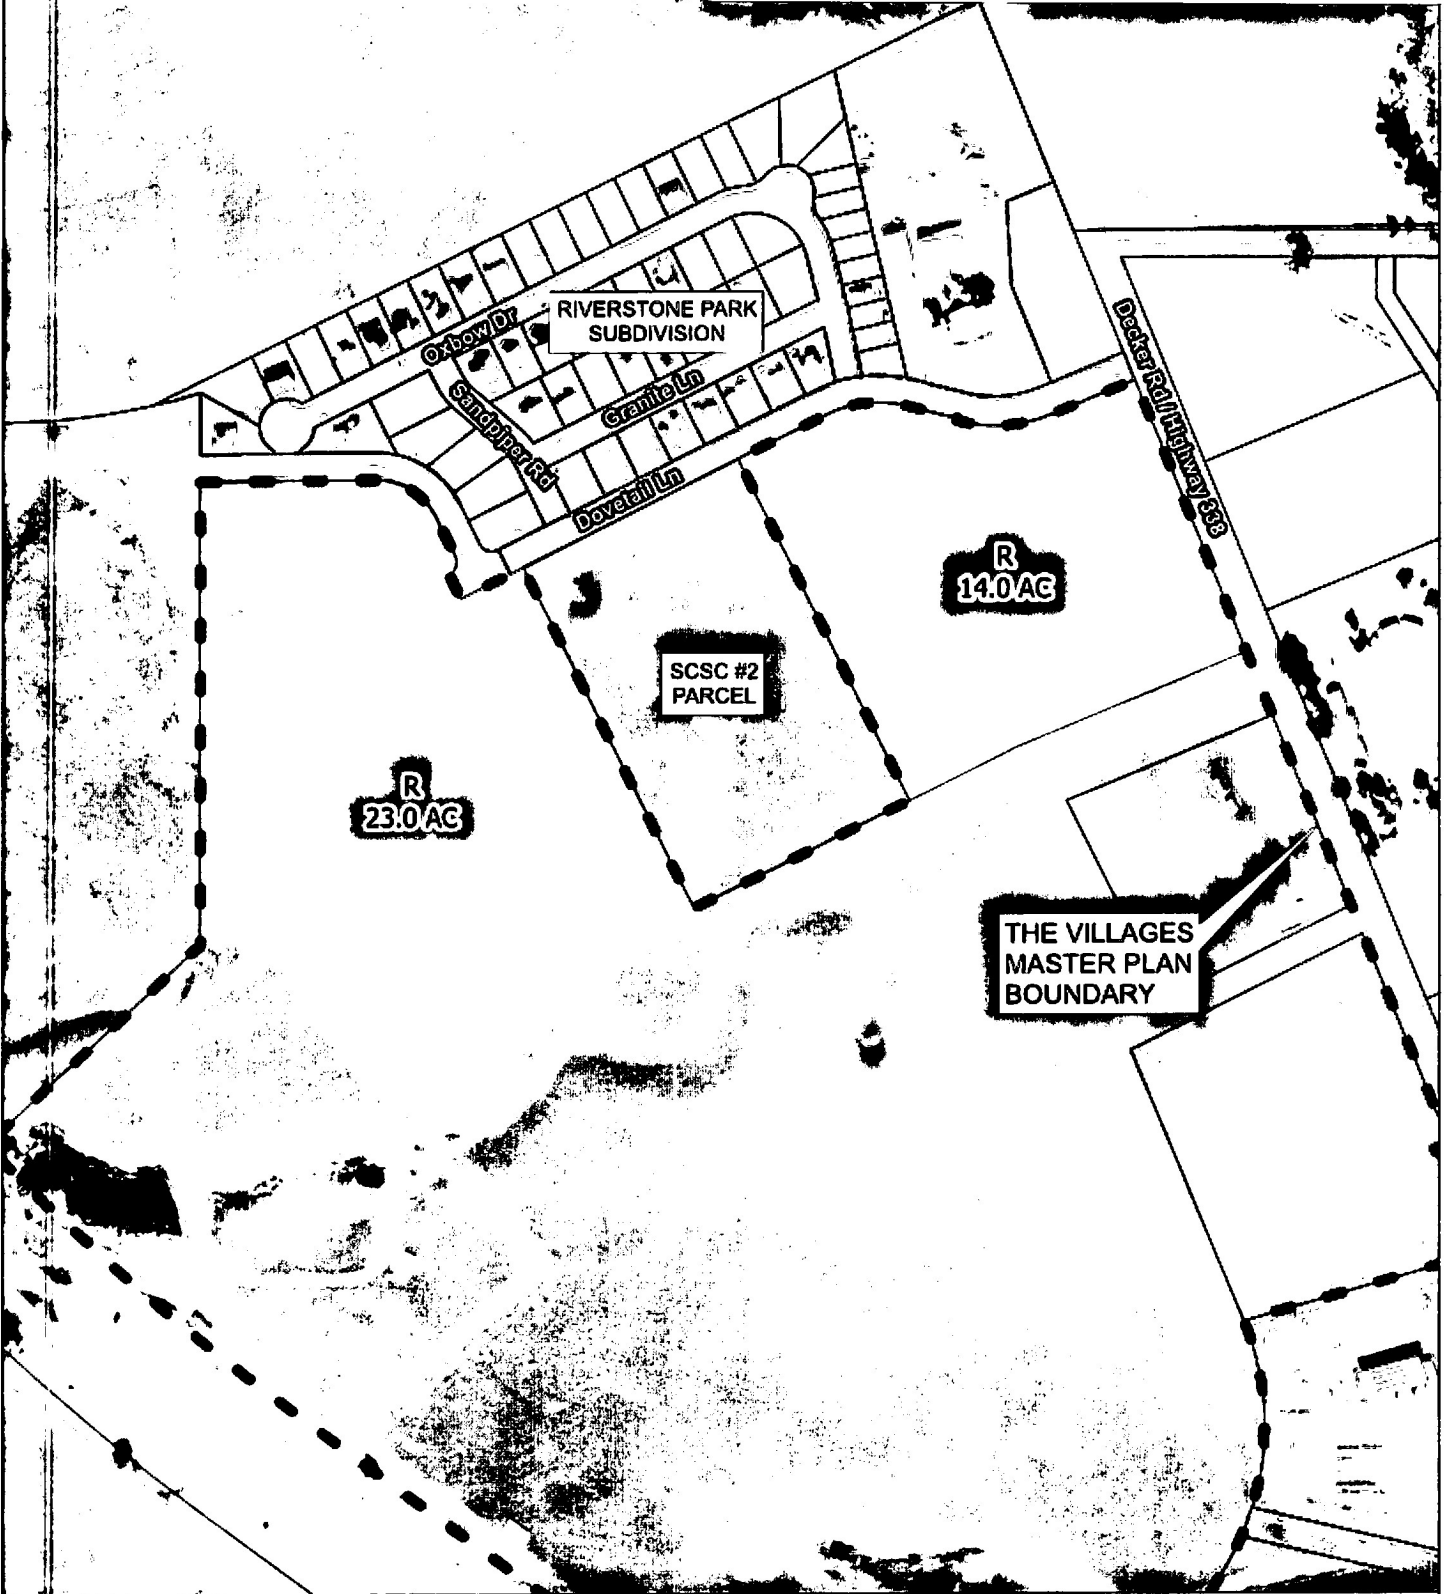 RIVERSTONE PARK
SUBDIVISION
Oxbow Dr
Sandpiper Rd
Granite Ln
Dovetail Ln
Decker Rd / Highway 338
R
14.0 AC
SCSC #2
PARCEL
R
23.0 AC
THE VILLAGES
MASTER PLAN
BOUNDARY